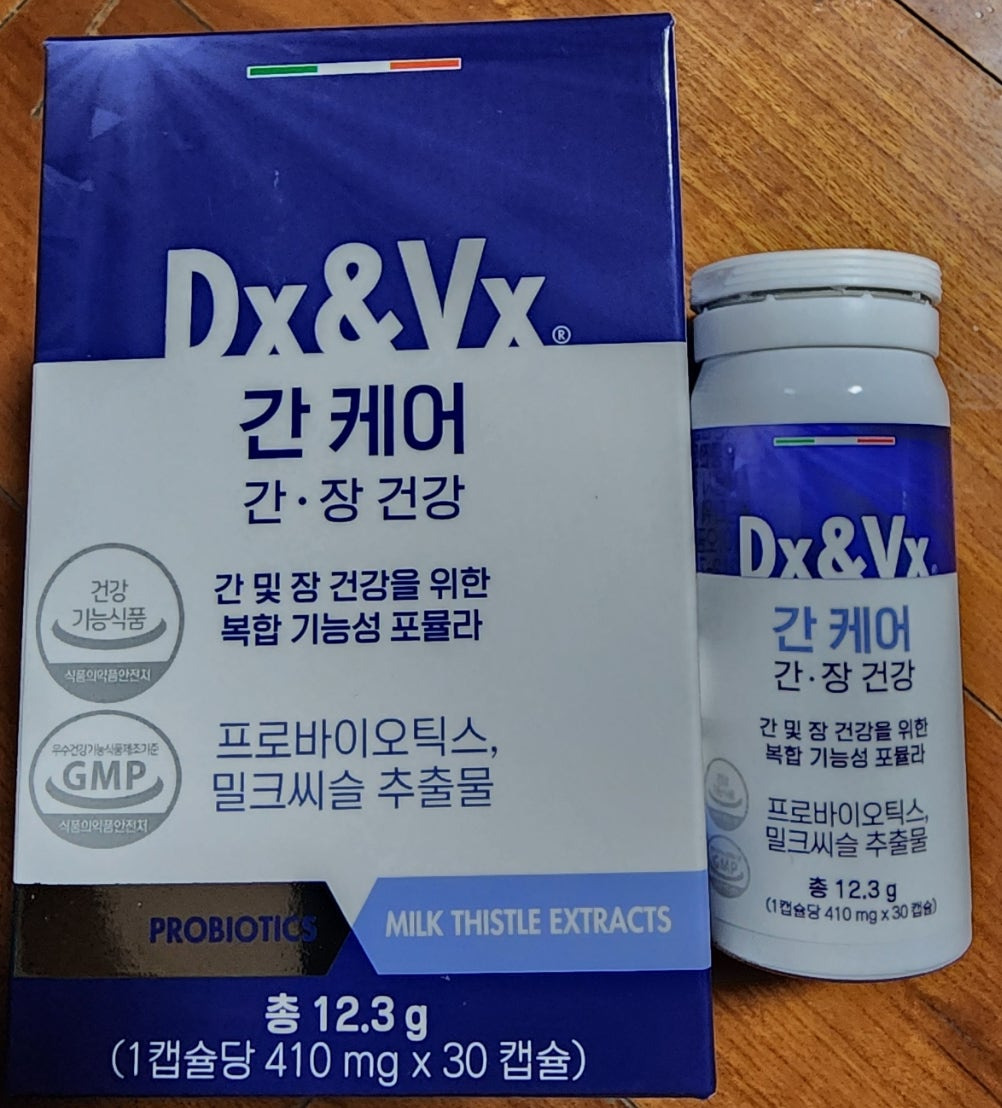 Dx&Vx®
간 케어
간·장 건강
건강
기능식품
식품의약품안전처
간 및 장 건강을 위한
복합 기능성 포뮬라
우수건강기능식품제조기준
GMP
식품의약품안전처
프로바이오틱스,
밀크씨슬 추출물
PROBIOTICS
MILK THISTLE EXTRACTS
총 12.3 g
(1캡슐당 410 mg x 30 캡슐)
Dx&Vx
간 케어
간·장 건강
간 및 장 건강을 위한
복합 기능성 포뮬라
GMP
프로바이오틱스,
밀크씨슬 추출물
총 12.3 g
(1캡슐당 410 mg x 30 캡슐)